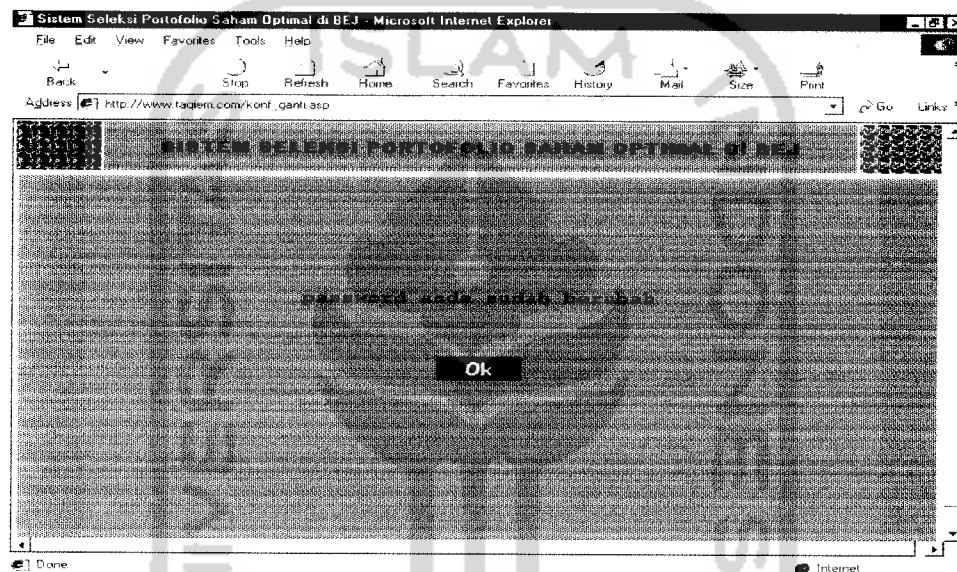 Sistem Seleksi Portofolio Saham Optimal di BEJ - Microsoft Internet Explorer
File Edit View Favorites Tools Help
Back Stop Refresh Home Search Favorites History Mail Size Print
Address http://www.taqiem.com/konf_ganti.asp Go Links
SISTEM SELEKSI PORTOFOLIO SAHAM OPTIMAL DI BEJ
password anda sudah berubah
Ok
Done Internet
ISLAM